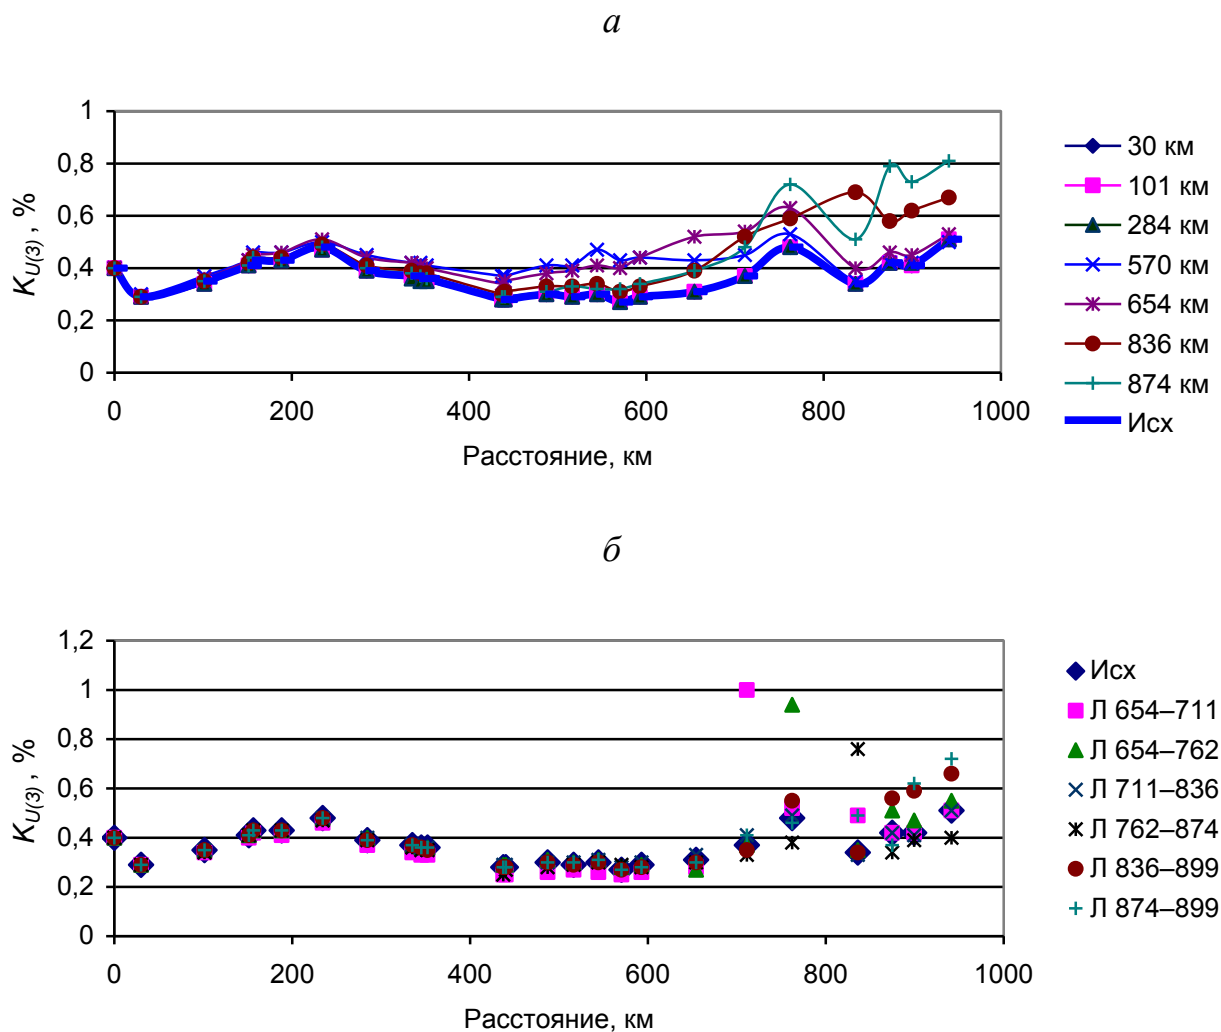 а
1
0,8
0,6
0,4
0,2
0
K_U(3), %
0 200 400 600 800 1000
Расстояние, км
30 км
101 км
284 км
570 км
654 км
836 км
874 км
Исх
б
1,2
1
0,8
0,6
0,4
0,2
0
K_U(3), %
0 200 400 600 800 1000
Расстояние, км
Исх
Л 654–711
Л 654–762
Л 711–836
Л 762–874
Л 836–899
Л 874–899